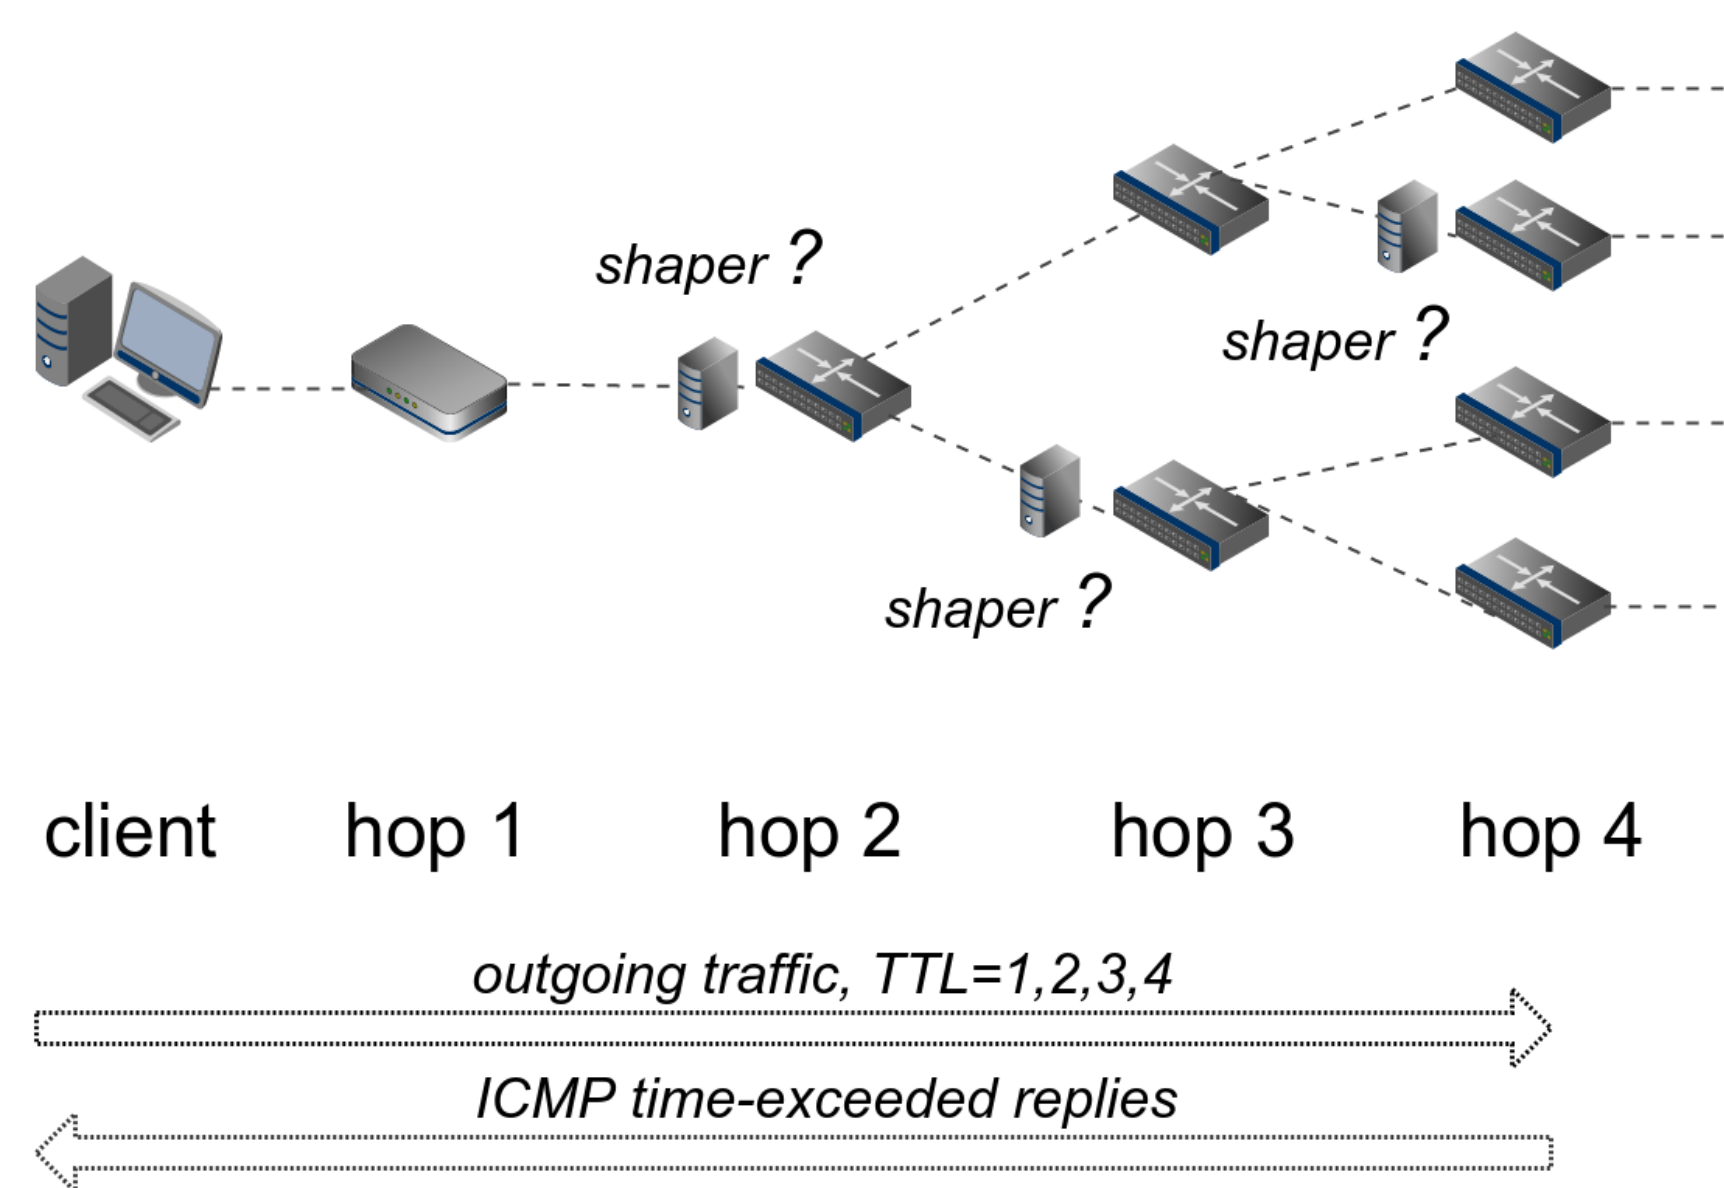 shaper ?
shaper ?
shaper ?
client hop 1 hop 2 hop 3 hop 4
outgoing traffic, TTL=1,2,3,4
ICMP time-exceeded replies